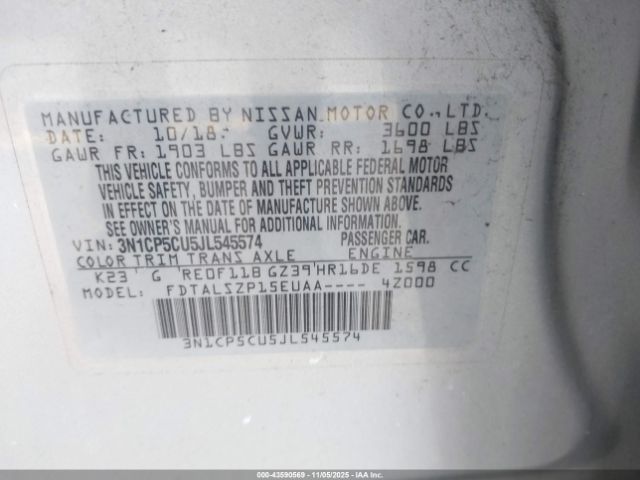 MANUFACTURED BY NISSAN MOTOR CO., LTD.
DATE: 10/18 GVWR: 3600 LBS
GAWR FR: 1903 LBS GAWR RR: 1698 LBS
THIS VEHICLE CONFORMS TO ALL APPLICABLE FEDERAL MOTOR
VEHICLE SAFETY, BUMPER AND THEFT PREVENTION STANDARDS
IN EFFECT ON THE DATE OF MANUFACTURE SHOWN ABOVE.
SEE OWNER'S MANUAL FOR ADDITIONAL INFORMATION.
VIN: 3N1CP5CU5JL545574 PASSENGER CAR.
COLOR TRIM TRANS AXLE ENGINE
K23 G RE0F11B GZ39 HR16DE 1598 CC
MODEL: FDTALSZP15EUAA---- 4Z000
3N1CP5CU5JL545574
000-43590569 | 11/05/2025 - IAAI.com